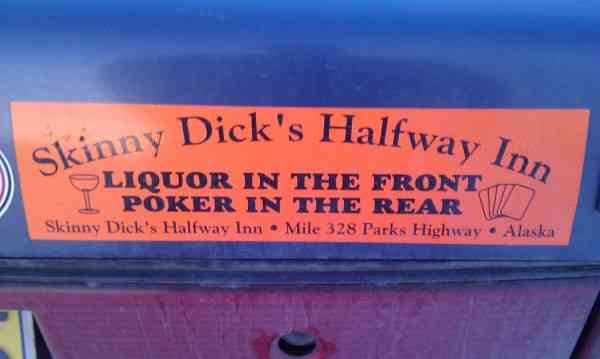 Skinny Dick's Halfway Inn
LIQUOR IN THE FRONT
POKER IN THE REAR
Skinny Dick's Halfway Inn • Mile 328 Parks Highway • Alaska